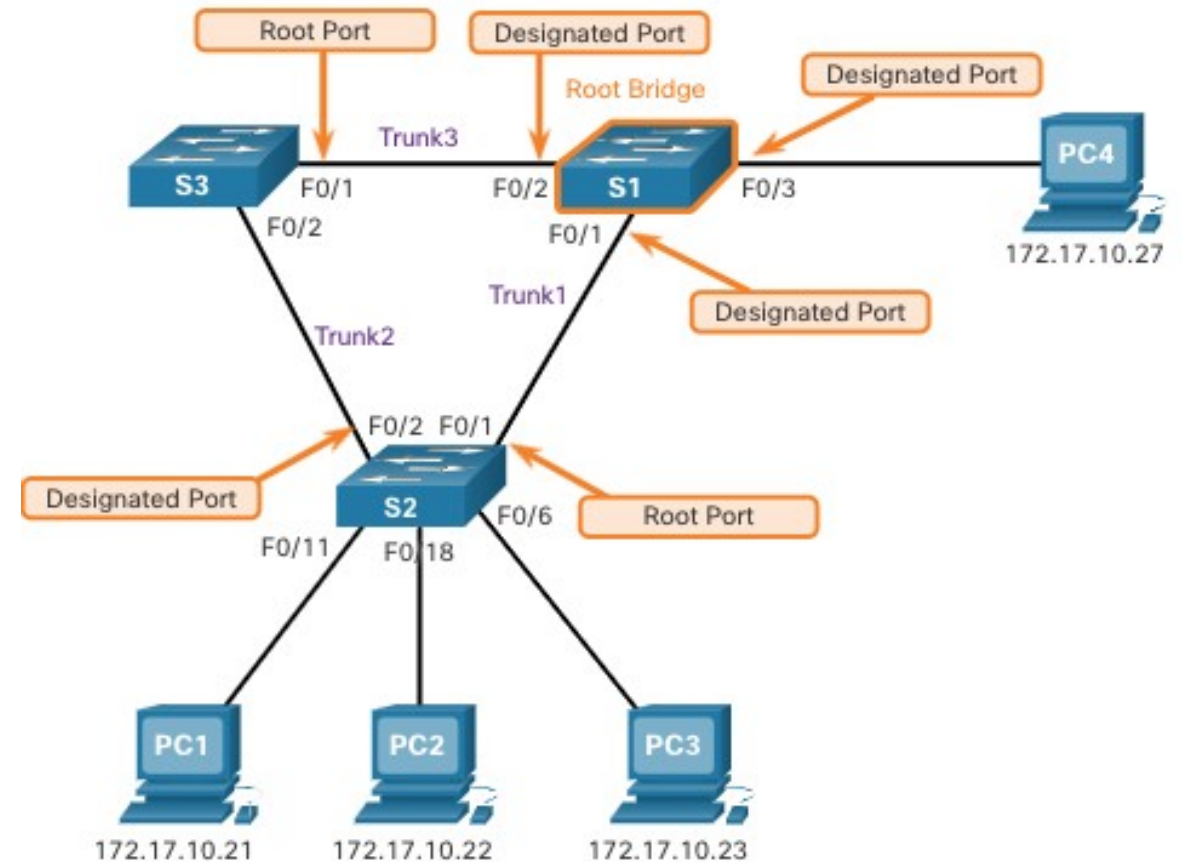 Root Port
Designated Port
Root Bridge
Designated Port
Trunk3
PC4
S3
F0/1
F0/2
S1
F0/3
F0/2
F0/1
172.17.10.27
Trunk1
Designated Port
Trunk2
F0/2 F0/1
Designated Port
S2
F0/6
Root Port
F0/11
F0/18
PC1
PC2
PC3
172.17.10.21
172.17.10.22
172.17.10.23